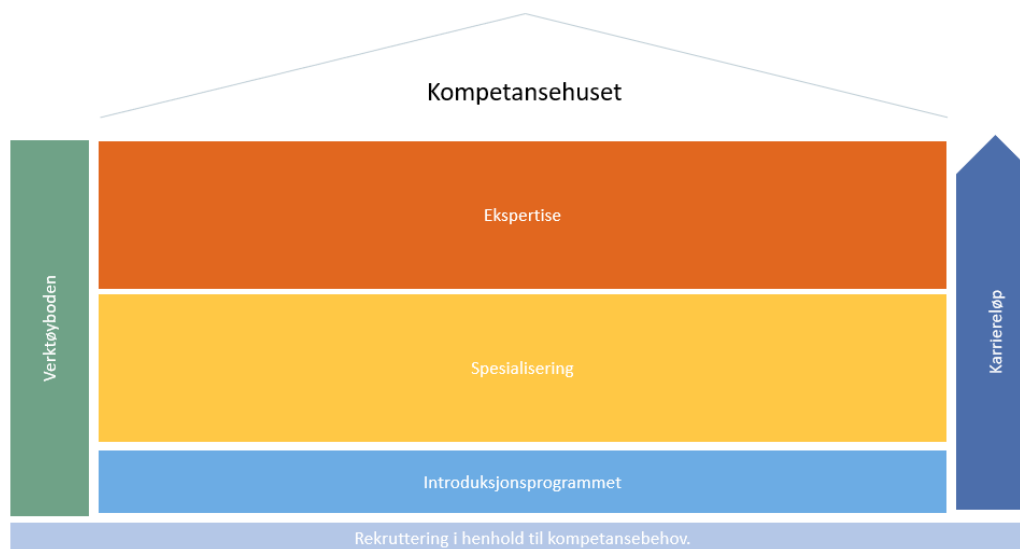 Kompetansehuset
Verktøyboden
Ekspertise
Spesialisering
Introduksjonsprogrammet
Karriereløp
Rekruttering i henhold til kompetansebehov.